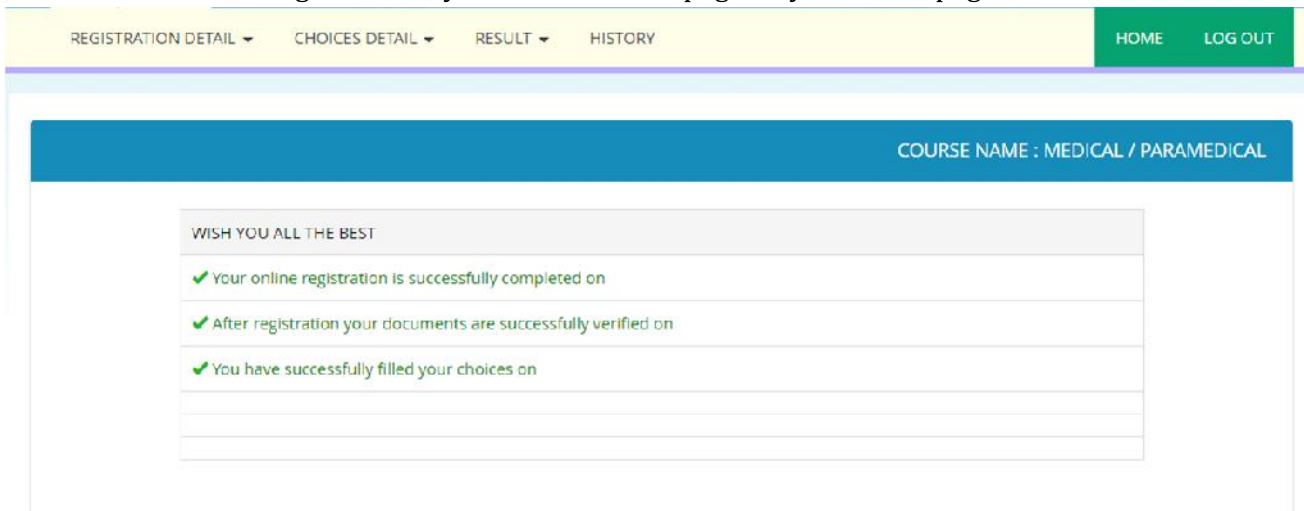 REGISTRATION DETAIL CHOICES DETAIL RESULT HISTORY HOME LOG OUT
COURSE NAME : MEDICAL / PARAMEDICAL
WISH YOU ALL THE BEST
✔ Your online registration is successfully completed on
✔ After registration your documents are successfully verified on
✔ You have successfully filled your choices on